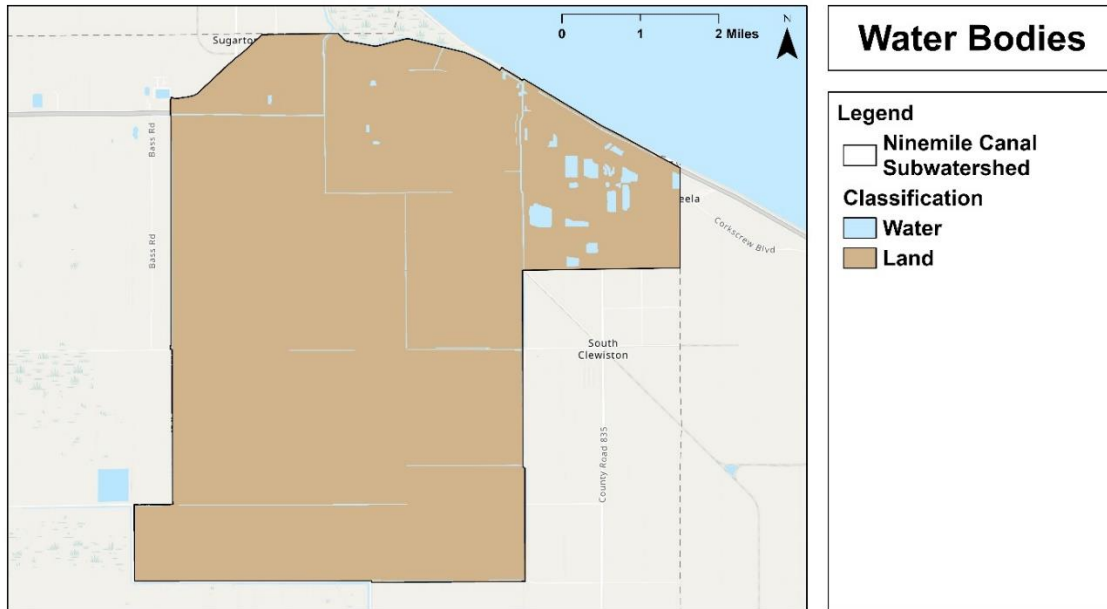 Water Bodies
N
0 1 2 Miles
Bass Rd
Bass Rd
Corkscrew Blvd
South
Clewiston
County Road 835
Legend
Ninemile Canal
Subwatershed
Classification
Water
Land